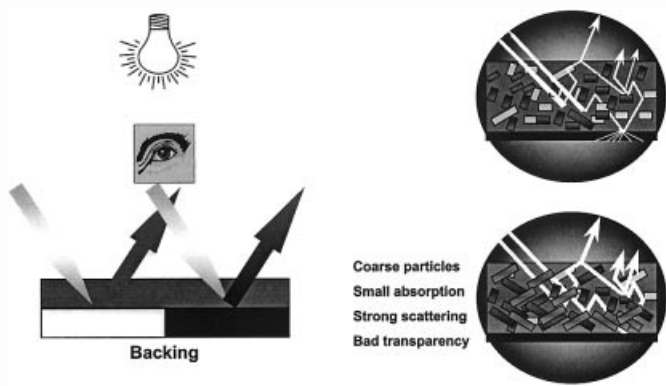 Coarse particles
Small absorption
Strong scattering
Bad transparency
Backing